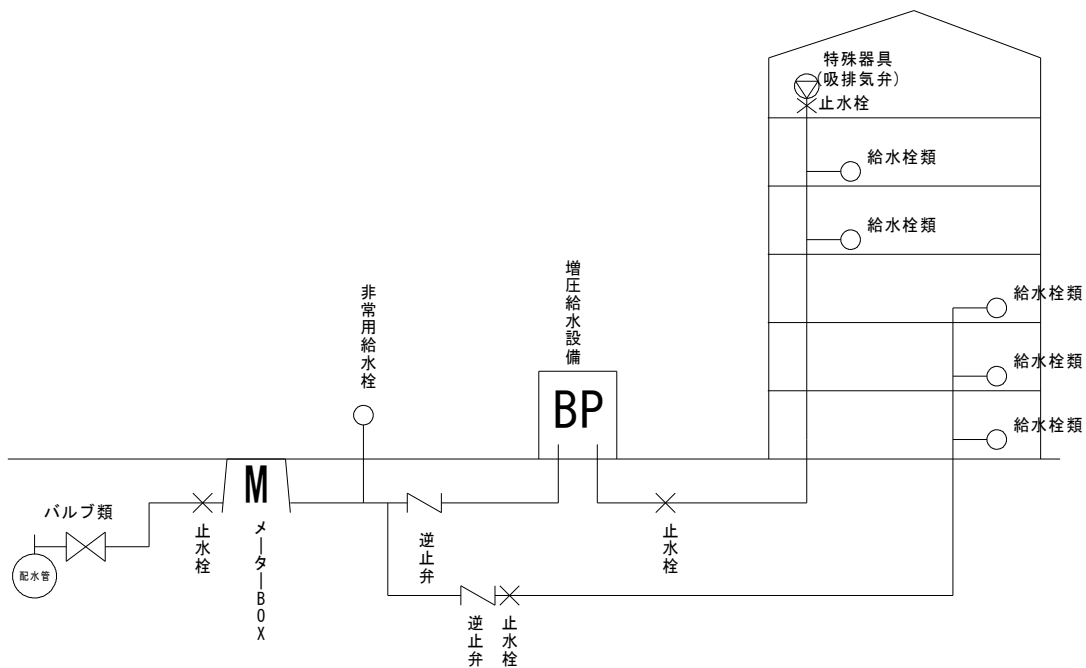 特殊器具
(吸排気弁)
止水栓
給水栓類
給水栓類
増圧給水設備
非常用給水栓
給水栓類
給水栓類
給水栓類
BP
M
バルブ類
止水栓
メーターBOX
逆止弁
止水栓
配水管
逆止弁
止水栓